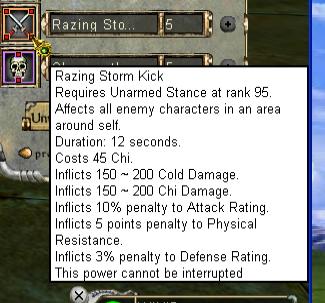 Razing Sto... 5
Razing Storm Kick
Requires Unarmed Stance at rank 95.
Affects all enemy characters in an area
around self.
Duration: 12 seconds.
Costs 45 Chi.
Inflicts 150 ~ 200 Cold Damage.
Inflicts 150 ~ 200 Chi Damage.
Inflicts 10% penalty to Attack Rating.
Inflicts 5 points penalty to Physical
Resistance.
Inflicts 3% penalty to Defense Rating.
This power cannot be interrupted